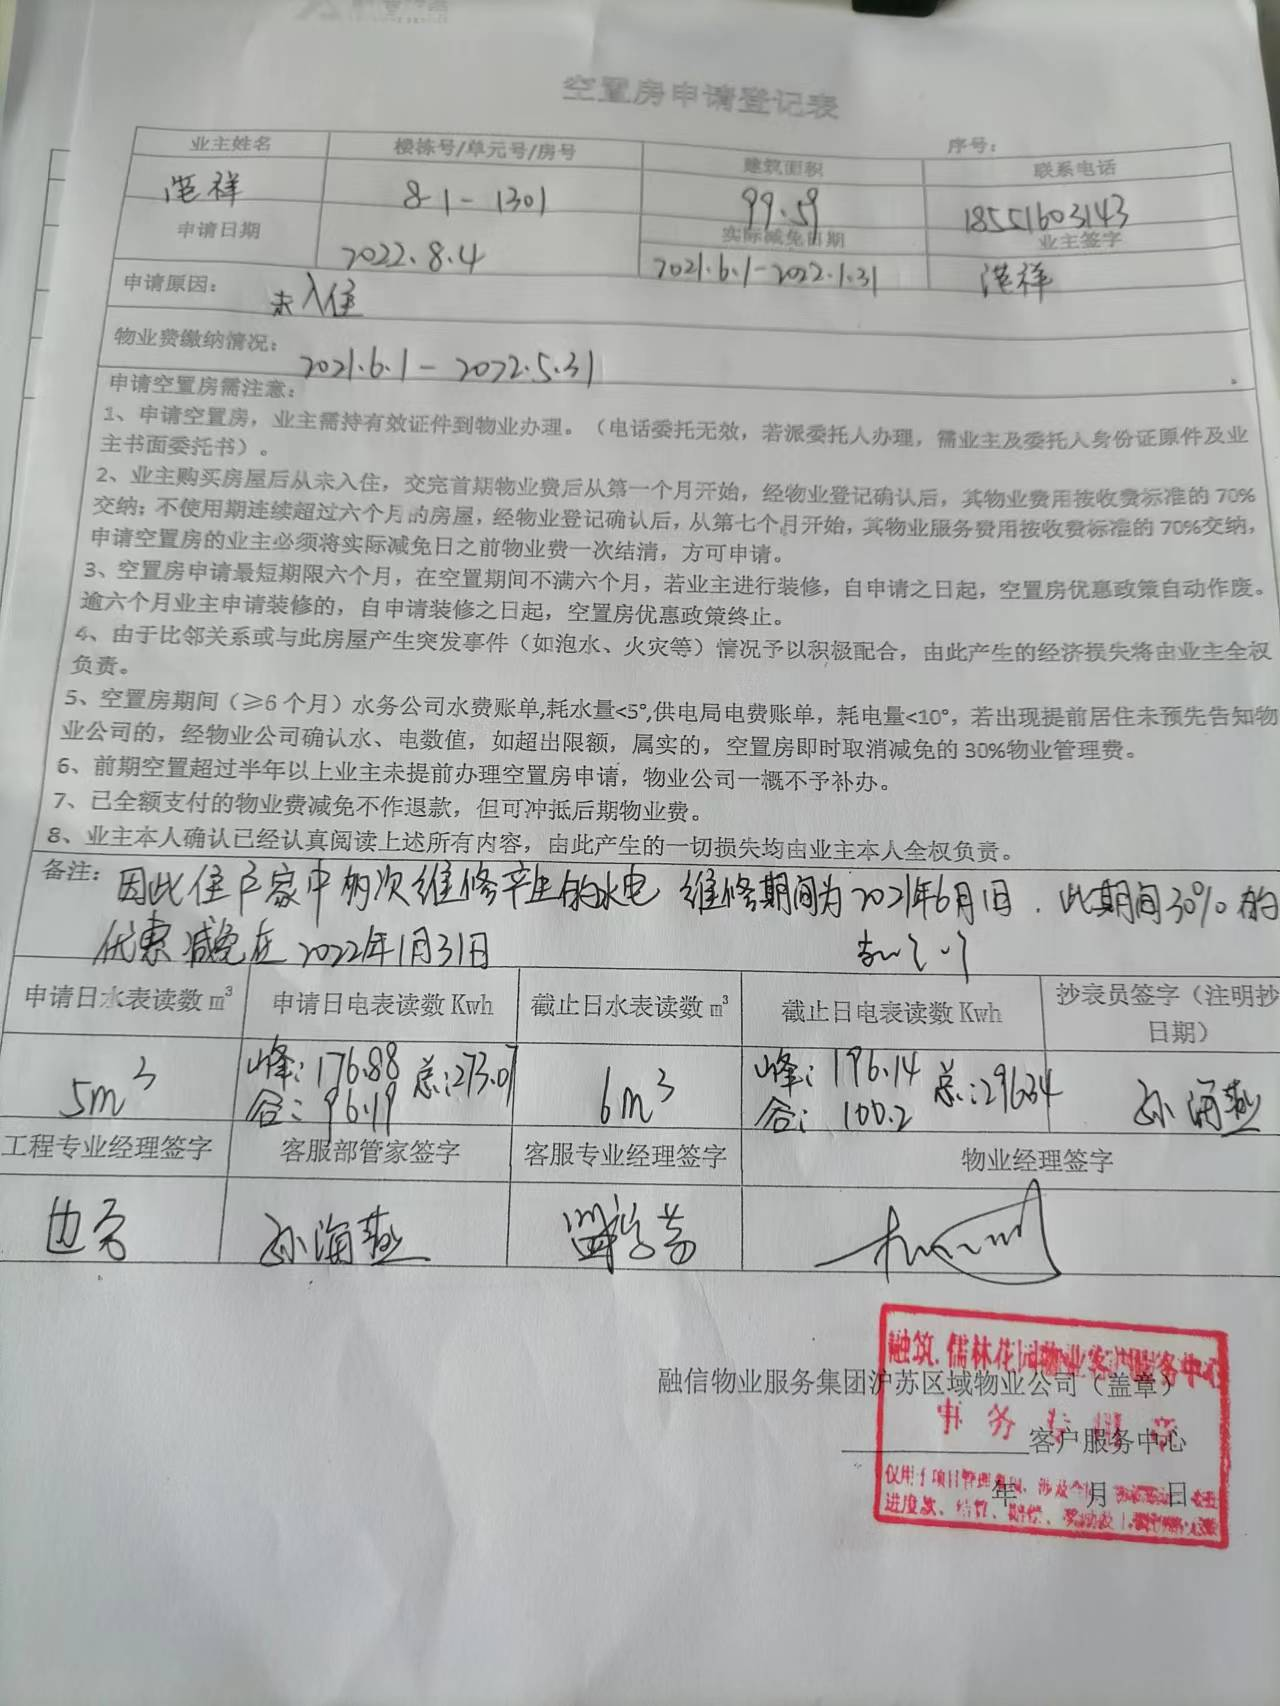 空置房申请登记表
序号：
业主姓名 楼栋号/单元号/房号 建筑面积 联系电话
祥 8-1-1301 99.59 18551603143
申请日期 2022.8.4 实际减免日期 业主签字
2021.6.1-2022.1.31 祥
申请原因： 未入住
物业费缴纳情况： 2021.6.1-2022.5.31
申请空置房需注意：
1、申请空置房，业主需持有效证件到物业办理。（电话委托无效，若派委托人办理，需业主及委托人身份证原件及业
主书面委托书）。
2、业主购买房屋后从未入住，交完首期物业费后从第一个月开始，经物业登记确认后，其物业费用按收费标准的70%
交纳；不使用期连续超过六个月的房屋，经物业登记确认后，从第七个月开始，其物业服务费用按收费标准的70%交纳，
申请空置房的业主必须将实际减免日之前物业费一次结清，方可申请。
3、空置房申请最短期限六个月，在空置期间不满六个月，若业主进行装修，自申请之日起，空置房优惠政策自动作废。
逾六个月业主申请装修的，自申请装修之日起，空置房优惠政策终止。
4、由于比邻关系或与此房屋产生突发事件（如泡水、火灾等）情况予以积极配合，由此产生的经济损失将由业主全权
负责。
5、空置房期间（≥6个月）水务公司水费账单,耗水量<5°,供电局电费账单，耗电量<10°，若出现提前居住未预先告知物
业公司的，经物业公司确认水、电数值，如超出限额，属实的，空置房即时取消减免的30%物业管理费。
6、前期空置超过半年以上业主未提前办理空置房申请，物业公司一概不予补办。
7、已全额支付的物业费减免不作退款，但可冲抵后期物业费。
8、业主本人确认已经认真阅读上述所有内容，由此产生的一切损失均由业主本人全权负责。
备注：因此住户家中多次维修产生的水电 维修期间为2021年6月1日．此期间30%的
优惠减免在2022年1月31日
申请日水表读数m³ 申请日电表读数Kwh 截止日水表读数m³ 截止日电表读数Kwh 抄表员签字（注明抄
日期）
5m³ 峰：176.88 总：273.07 6m³ 峰：196.14 总：296.34 孙海燕
谷：96.19 谷：100.2
工程专业经理签字 客服部管家签字 客服专业经理签字 物业经理签字
孙海燕
融筑.儒林花园物业客户服务中心
融信物业服务集团沪苏区域物业公司（盖章）
客户服务中心
年 月 日